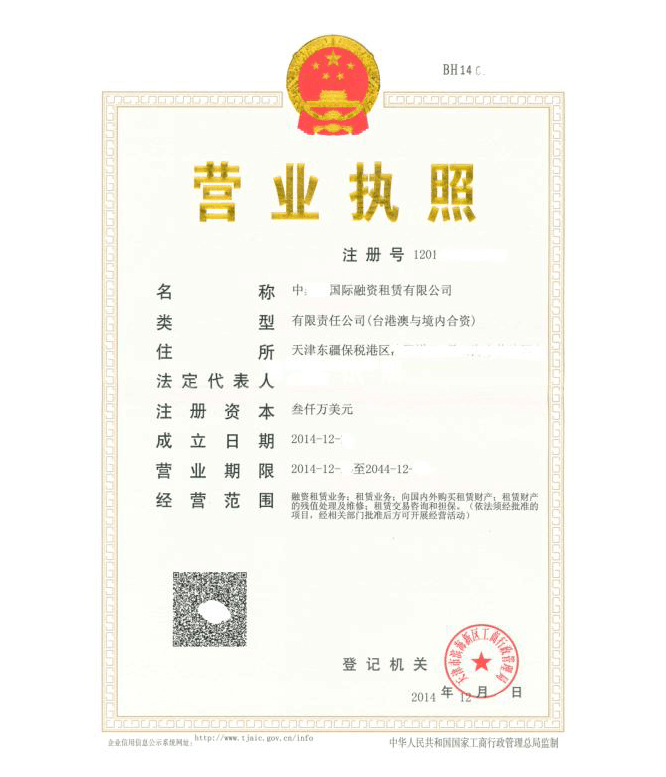 BH14
营业执照
注册号 1201
名称 中 国际融资租赁有限公司
类型 有限责任公司(台港澳与境内合资)
住所 天津东疆保税港区,
法定代表人
注册资本 叁仟万美元
成立日期 2014-12-
营业期限 2014-12- 至2044-12-
经营范围 融资租赁业务;租赁业务;向国内外购买租赁财产;租赁财产
的残值处理及维修;租赁交易咨询和担保。(依法须经批准的
项目,经相关部门批准后方可开展经营活动)
天津市滨海新区工商行政管理局
登记机关
2014年12月 日
企业信用信息公示系统网址: http://www.tjaic.gov.cn/info
中华人民共和国国家工商行政管理总局监制